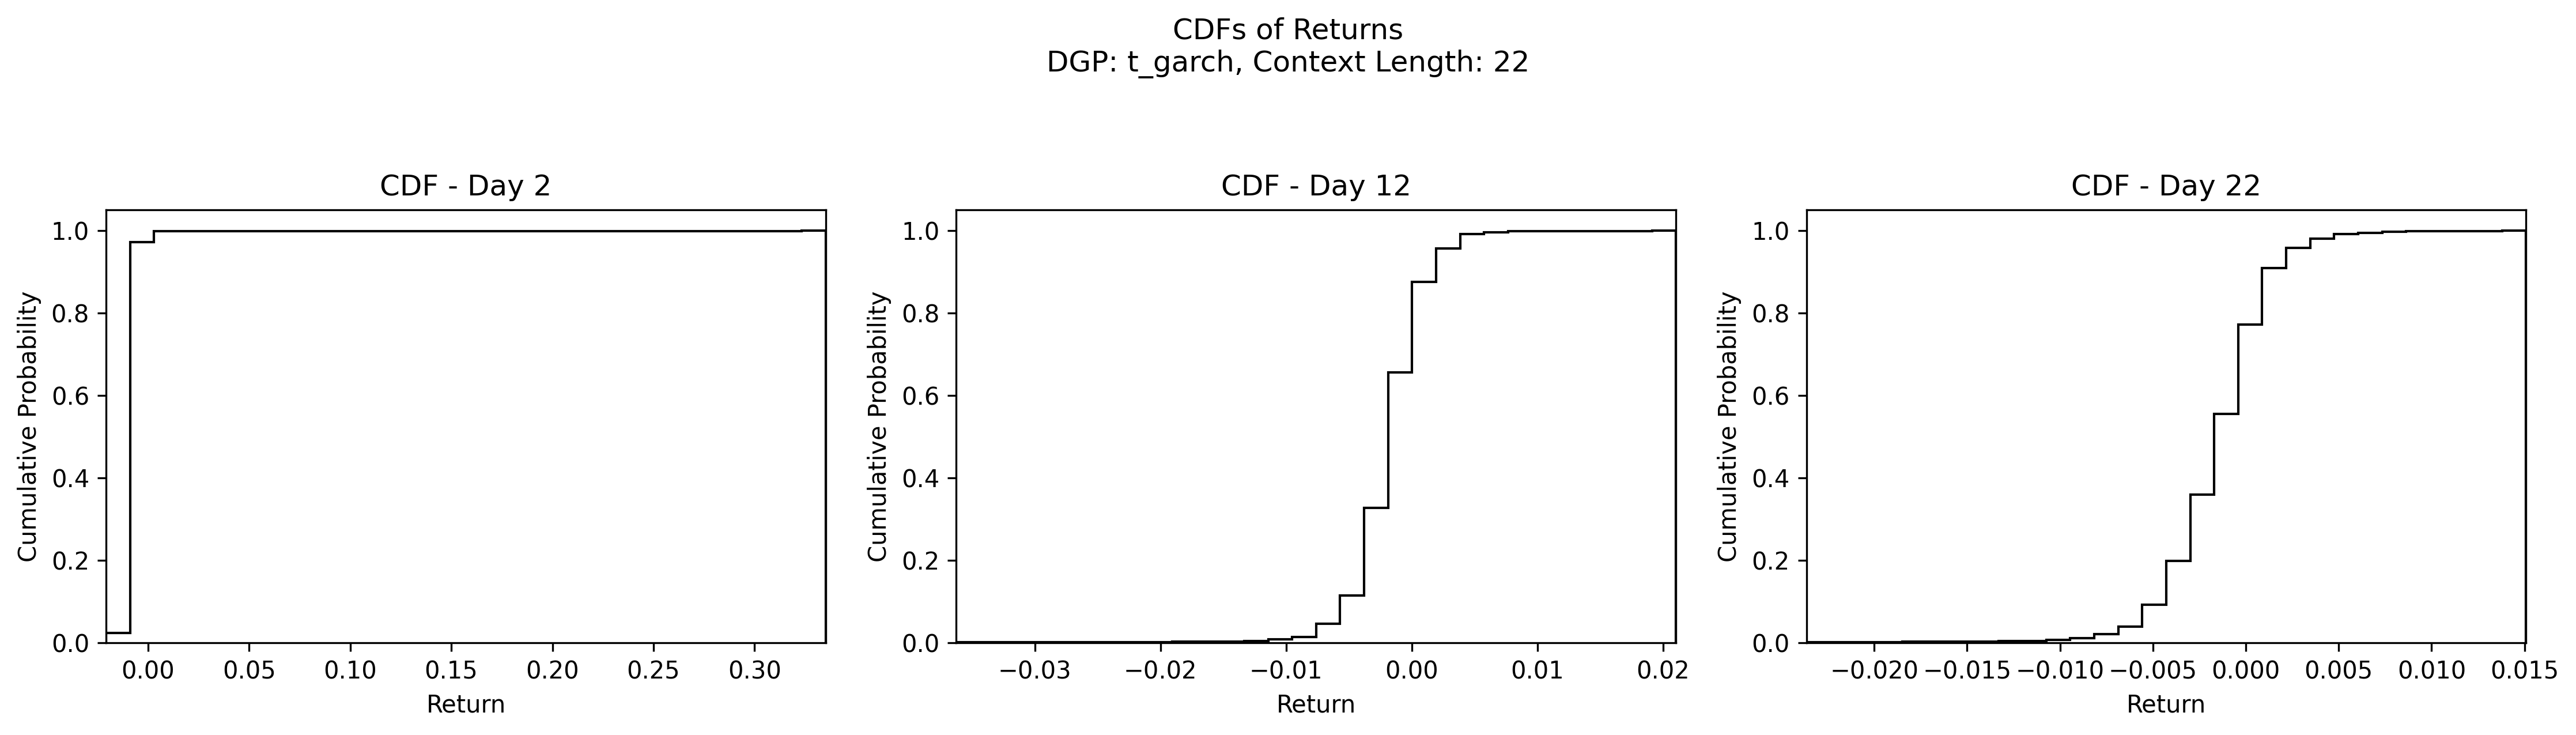 CDFs of Returns
DGP: t_garch, Context Length: 22
CDF - Day 2
Cumulative Probability
1.0
0.8
0.6
0.4
0.2
0.0
0.00 0.05 0.10 0.15 0.20 0.25 0.30
Return
CDF - Day 12
Cumulative Probability
1.0
0.8
0.6
0.4
0.2
0.0
−0.03 −0.02 −0.01 0.00 0.01 0.02
Return
CDF - Day 22
Cumulative Probability
1.0
0.8
0.6
0.4
0.2
0.0
−0.020 −0.015 −0.010 −0.005 0.000 0.005 0.010 0.015
Return